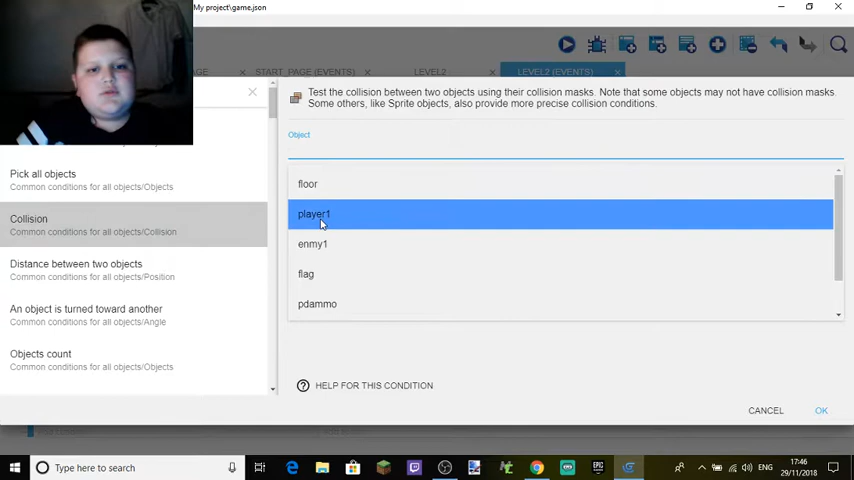 My project\game.json
AGE
START_PAGE (EVENTS)
LEVEL2
LEVEL2 (EVENTS)
Test the collision between two objects using their collision masks. Note that some objects may not have collision masks.
Some others, like Sprite objects, also provide more precise collision conditions.
Object
Pick all objects
Common conditions for all objects/Objects
floor
Collision
Common conditions for all objects/Collision
player1
Distance between two objects
Common conditions for all objects/Position
enmy1
An object is turned toward another
Common conditions for all objects/Angle
flag
Objects count
Common conditions for all objects/Objects
pdammo
HELP FOR THIS CONDITION
CANCEL
OK
Type here to search
ENG
17:46
29/11/2018